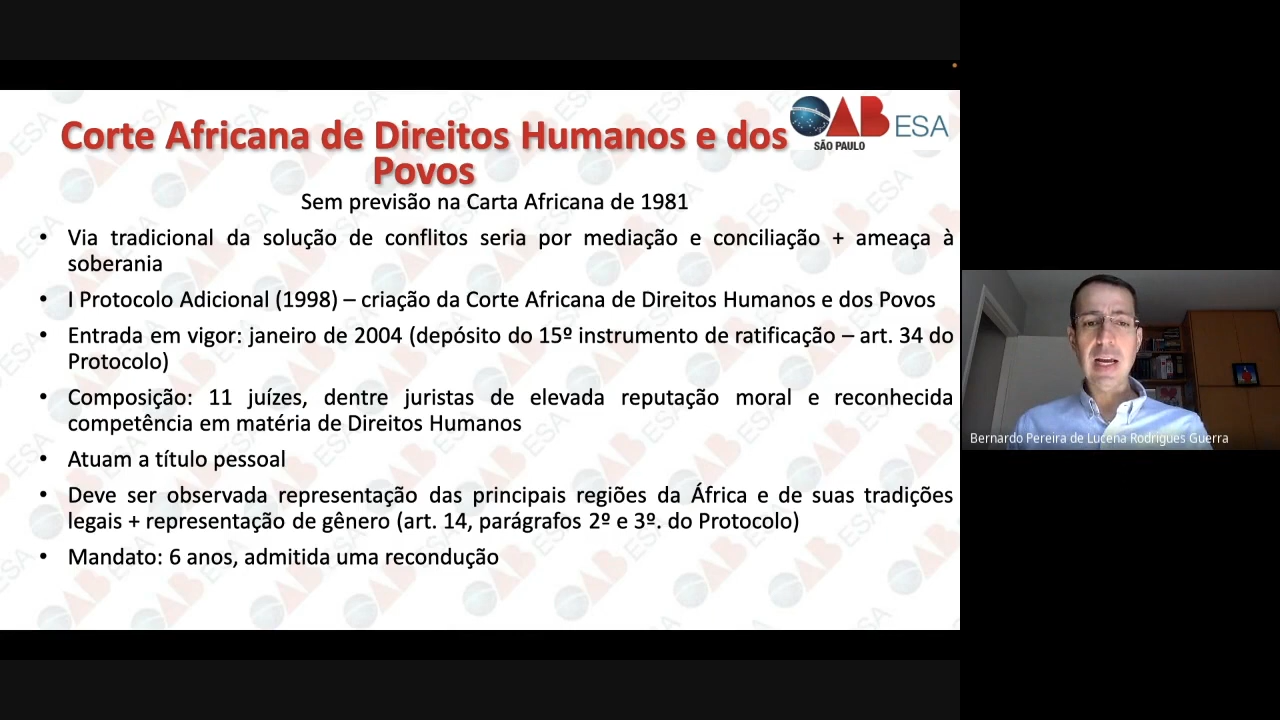 Corte Africana de Direitos Humanos e dos
Povos
OAB ESA
SÃO PAULO
Sem previsão na Carta Africana de 1981
• Via tradicional da solução de conflitos seria por mediação e conciliação + ameaça à
soberania
• I Protocolo Adicional (1998) – criação da Corte Africana de Direitos Humanos e dos Povos
• Entrada em vigor: janeiro de 2004 (depósito do 15º instrumento de ratificação – art. 34 do
Protocolo)
• Composição: 11 juízes, dentre juristas de elevada reputação moral e reconhecida
competência em matéria de Direitos Humanos
• Atuam a título pessoal
• Deve ser observada representação das principais regiões da África e de suas tradições
legais + representação de gênero (art. 14, parágrafos 2º e 3º. do Protocolo)
• Mandato: 6 anos, admitida uma recondução
Bernardo Pereira de Lucena Rodrigues Guerra